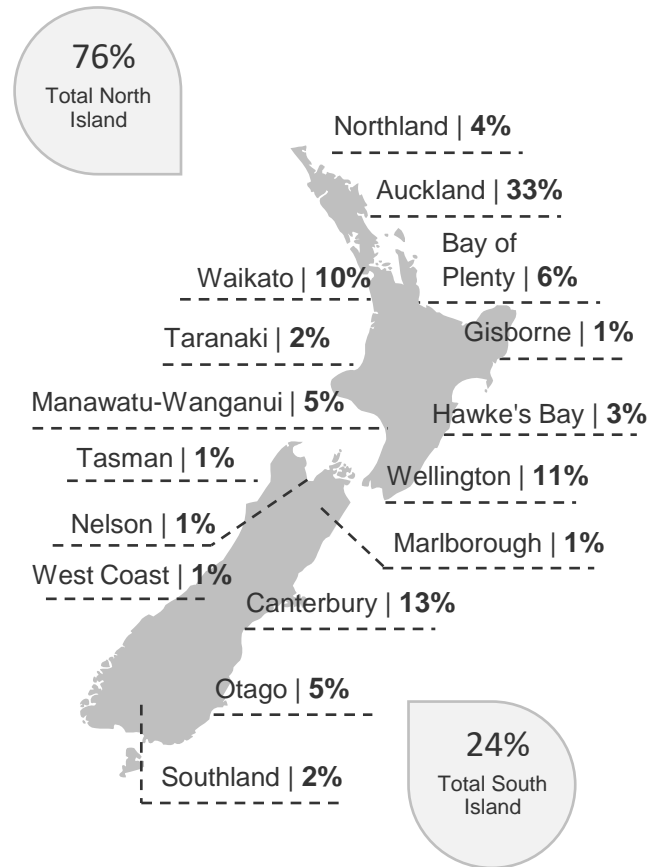 76%
Total North
Island
Northland | 4%
Auckland | 33%
Bay of
Plenty | 6%
Waikato | 10%
Taranaki | 2%
Gisborne | 1%
Manawatu-Wanganui | 5%
Hawke's Bay | 3%
Tasman | 1%
Wellington | 11%
Nelson | 1%
Marlborough | 1%
West Coast | 1%
Canterbury | 13%
Otago | 5%
Southland | 2%
24%
Total South
Island